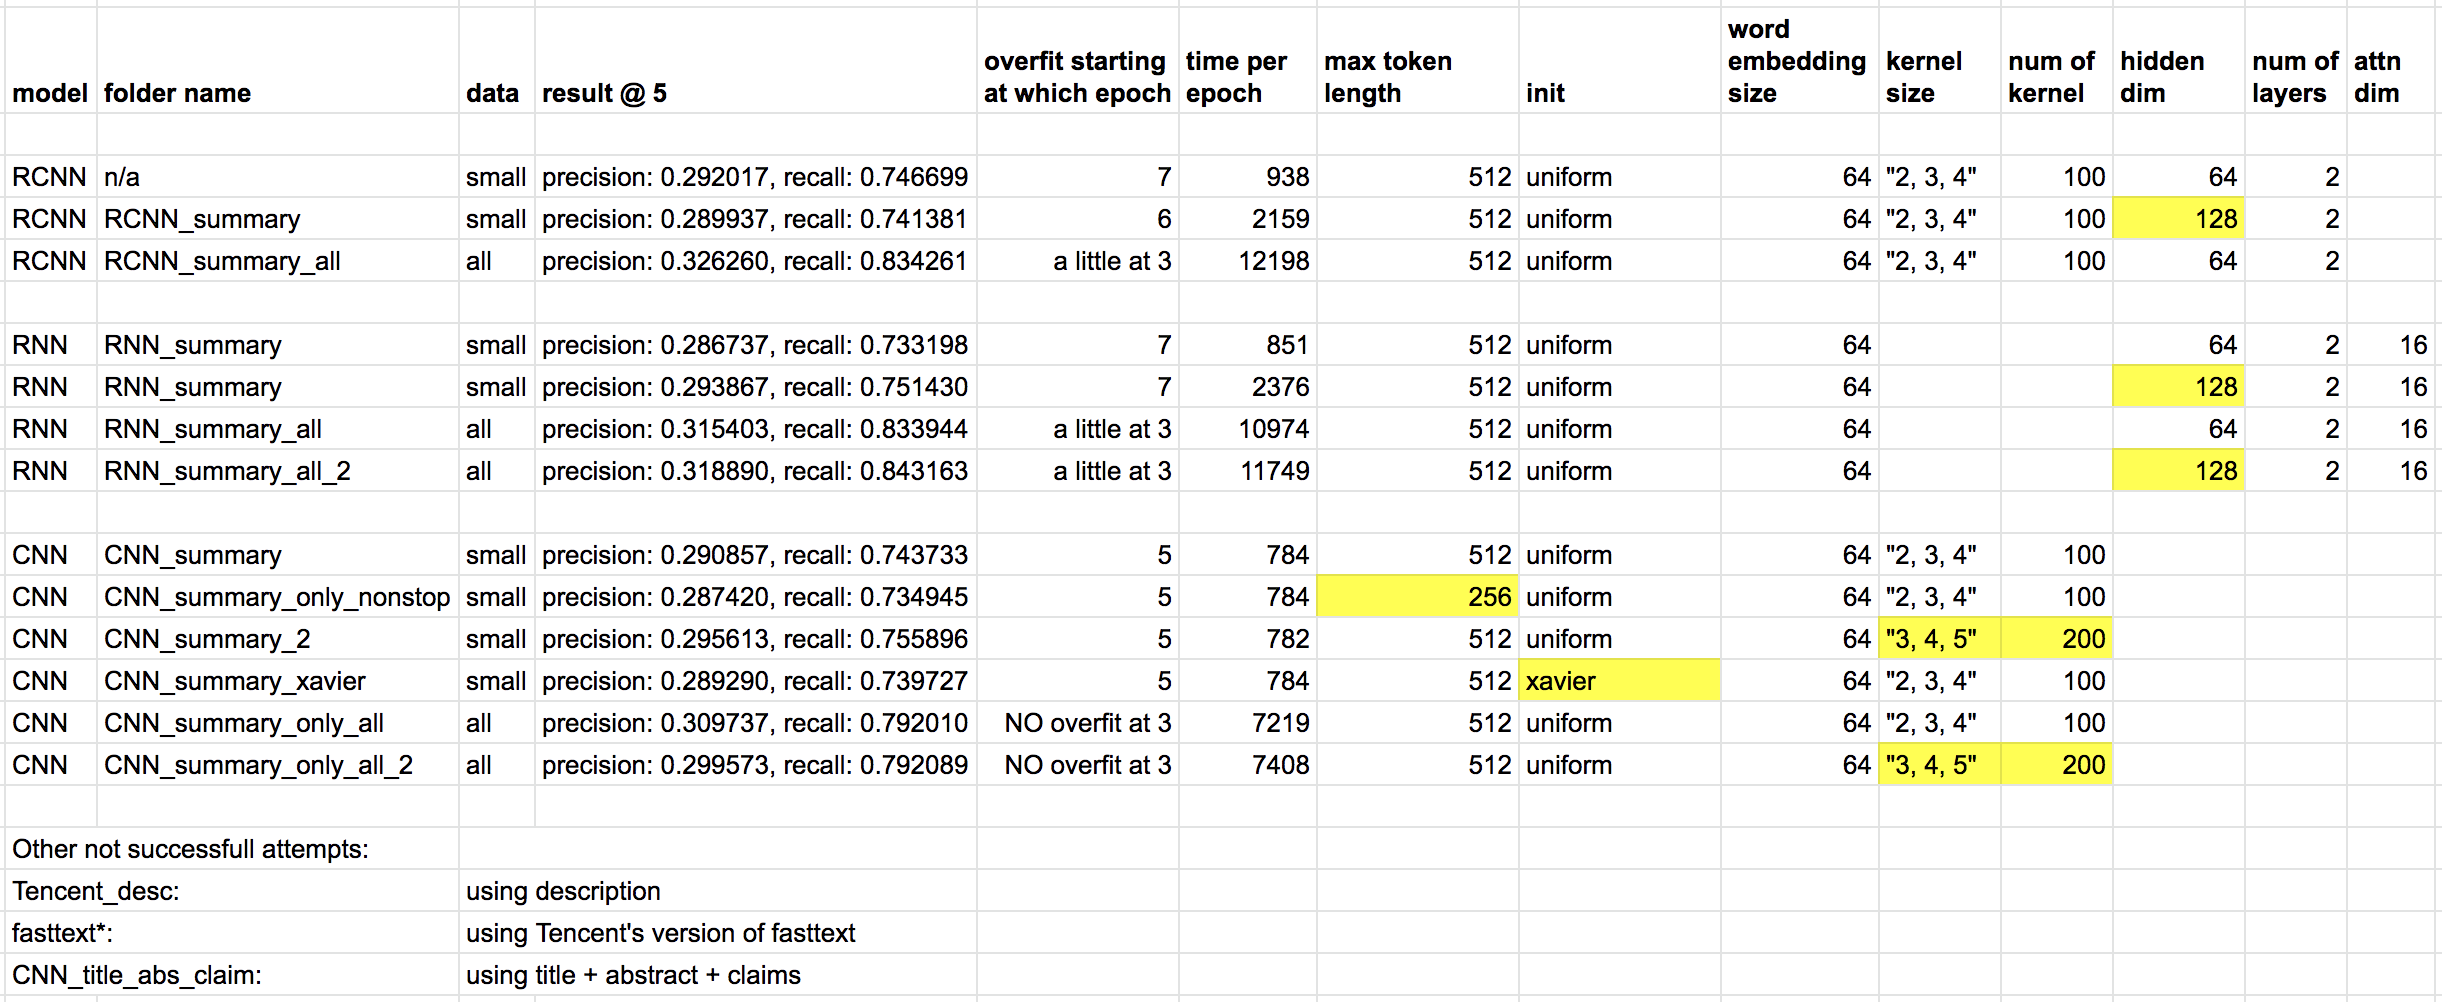 model folder name data result @ 5 overfit starting at which epoch time per epoch max token length init word embedding size kernel size num of kernel hidden dim num of layers attn dim
RCNN n/a small precision: 0.292017, recall: 0.746699 7 938 512 uniform 64 "2, 3, 4" 100 64 2
RCNN RCNN_summary small precision: 0.289937, recall: 0.741381 6 2159 512 uniform 64 "2, 3, 4" 100 128 2
RCNN RCNN_summary_all all precision: 0.326260, recall: 0.834261 a little at 3 12198 512 uniform 64 "2, 3, 4" 100 64 2
RNN RNN_summary small precision: 0.286737, recall: 0.733198 7 851 512 uniform 64 64 2 16
RNN RNN_summary small precision: 0.293867, recall: 0.751430 7 2376 512 uniform 64 128 2 16
RNN RNN_summary_all all precision: 0.315403, recall: 0.833944 a little at 3 10974 512 uniform 64 64 2 16
RNN RNN_summary_all_2 all precision: 0.318890, recall: 0.843163 a little at 3 11749 512 uniform 64 128 2 16
CNN CNN_summary small precision: 0.290857, recall: 0.743733 5 784 512 uniform 64 "2, 3, 4" 100
CNN CNN_summary_only_nonstop small precision: 0.287420, recall: 0.734945 5 784 256 uniform 64 "2, 3, 4" 100
CNN CNN_summary_2 small precision: 0.295613, recall: 0.755896 5 782 512 uniform 64 "3, 4, 5" 200
CNN CNN_summary_xavier small precision: 0.289290, recall: 0.739727 5 784 512 xavier 64 "2, 3, 4" 100
CNN CNN_summary_only_all all precision: 0.309737, recall: 0.792010 NO overfit at 3 7219 512 uniform 64 "2, 3, 4" 100
CNN CNN_summary_only_all_2 all precision: 0.299573, recall: 0.792089 NO overfit at 3 7408 512 uniform 64 "3, 4, 5" 200
Other not successfull attempts:
Tencent_desc: using description
fasttext*: using Tencent's version of fasttext
CNN_title_abs_claim: using title + abstract + claims